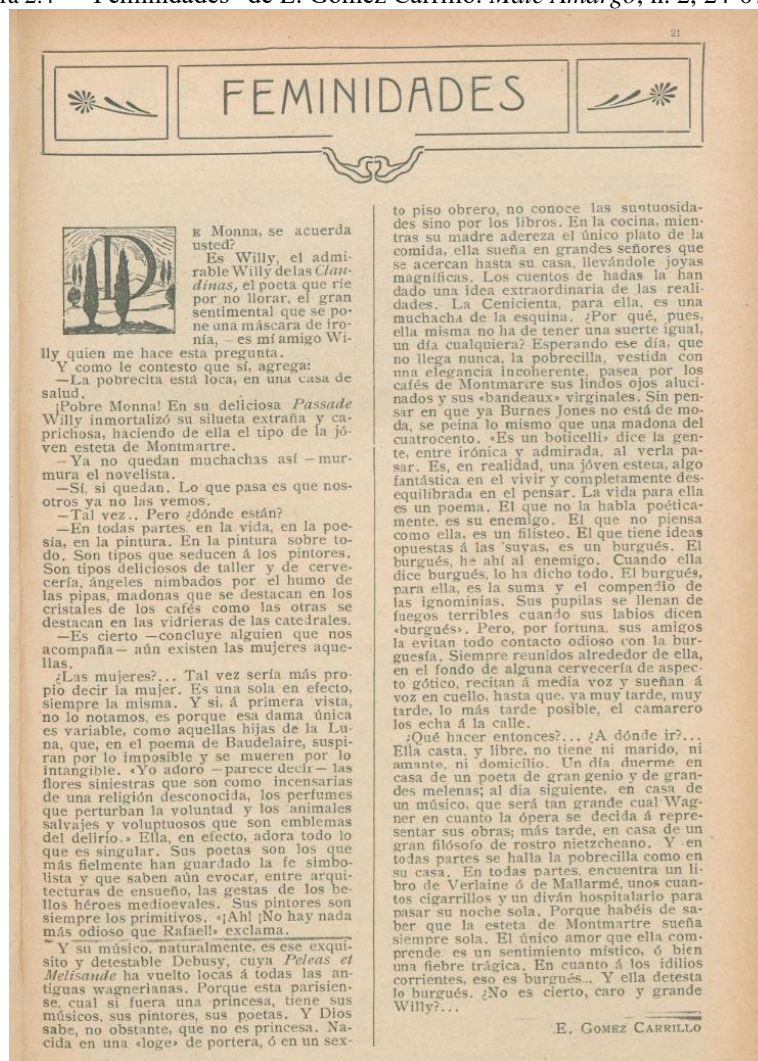 "Feminidades" de E. Gómez Carrillo. Mate Amargo, n. 2, 24-0
21
FEMINIDADES
DE Monna, se acuerda
usted?
Es Willy, el admi-
rable Willy de las Clau-
dinas, el poeta que ríe
por no llorar, el gran
sentimental que se po-
ne una máscara de iro-
nía, – es mí amigo Wi-
lly quien me hace esta pregunta.
Y como le contesto que sí, agrega:
—La pobrecita está loca, en una casa de
salud.
¡Pobre Monna! En su deliciosa Passade
Willy inmortalizó su silueta extraña y ca-
prichosa, haciendo de ella el tipo de la jó-
ven esteta de Montmartre.
—Ya no quedan muchachas así — mur-
mura el novelista.
—Sí, si quedan. Lo que pasa es que nos-
otros ya no las vemos.
—Tal vez.. Pero ¿dónde están?
—En todas partes, en la vida, en la poe-
sía, en la pintura. En la pintura sobre to-
do. Son tipos que seducen á los pintores.
Son tipos deliciosos de taller y de cerve-
cería, ángeles nimbados por el humo de
las pipas, madonas que se destacan en los
cristales de los cafés como las otras se
destacan en las vidrieras de las catedrales.
—Es cierto —concluye alguien que nos
acompaña— aún existen las mujeres aque-
llas.
¿Las mujeres?... Tal vez sería más pro-
pio decir la mujer. Es una sola en efecto,
siempre la misma. Y si, á primera vista,
no lo notamos, es porque esa dama única
es variable, como aquellas hijas de la Lu-
na, que, en el poema de Baudelaire, suspi-
ran por lo imposible y se mueren por lo
intangible. «Yo adoro —parece decir— las
flores siniestras que son como incensarias
de una religión desconocida, los perfumes
que perturban la voluntad y los animales
salvajes y voluptuosos que son emblemas
del delirio.» Ella, en efecto, adora todo lo
que es singular. Sus poetas son los que
más fielmente han guardado la fe simbo-
lista y que saben aún evocar, entre arqui-
tecturas de ensueño, las gestas de los be-
llos héroes medioevales. Sus pintores son
siempre los primitivos. «¡Ah! ¡No hay nada
más odioso que Rafael!» exclama.
Y su músico, naturalmente, es ese exqui-
sito y detestable Debusy, cuya Peleas et
Melisande ha vuelto locas á todas las an-
tiguas wagnerianas. Porque esta parisien-
se, cual si fuera una princesa, tiene sus
músicos, sus pintores, sus poetas. Y Dios
sabe, no obstante, que no es princesa. Na-
cida en una «loge» de portera, ó en un sex-
to piso obrero, no conoce las suntuosida-
des sino por los libros. En la cocina, mien-
tras su madre adereza el único plato de la
comida, ella sueña en grandes señores que
se acercan hasta su casa, llevándole joyas
magníficas. Los cuentos de hadas la han
dado una idea extraordinaria de las reali-
dades. La Cenicienta, para ella, es una
muchacha de la esquina. ¿Por qué, pues,
ella misma no ha de tener una suerte igual,
un día cualquiera? Esperando ese día, que
no llega nunca, la pobrecilla, vestida con
una elegancia incoherente, pasea por los
cafés de Montmartre sus lindos ojos aluci-
nados y sus «bandeaux» virginales. Sin pen-
sar en que ya Burnes Jones no está de mo-
da, se peina lo mismo que una madona del
cuatrocento. «Es un boticelli» dice la gen-
te, entre irónica y admirada, al verla pa-
sar. Es, en realidad, una jóven esteta, algo
fantástica en el vivir y completamente des-
equilibrada en el pensar. La vida para ella
es un poema. El que no la habla poética-
mente, es su enemigo. El que no piensa
como ella, es un filísteo. El que tiene ideas
opuestas á las suyas, es un burgués. El
burgués, he ahí al enemigo. Cuando ella
dice burgués, lo ha dicho todo. El burgués,
para ella, es la suma y el compendio de
las ignominias. Sus pupilas se llenan de
fuegos terribles cuando sus labios dicen
«burgués». Pero, por fortuna, sus amigos
la evitan todo contacto odioso con la bur-
guesía. Siempre reunidos alrededor de ella,
en el fondo de alguna cervecería de aspec-
to gótico, recitan á media voz y sueñan á
voz en cuello, hasta que, ya muy tarde, muy
tarde, lo más tarde posible, el camarero
los echa á la calle.
¿Qué hacer entonces?... ¿A dónde ir?...
Ella casta, y libre, no tiene ni marido, ni
amante, ni domicilio. Un día duerme en
casa de un poeta de gran genio y de gran-
des melenas; al dia siguiente, en casa de
un músico, que será tan grande cual Wag-
ner en cuanto la ópera se decida á repre-
sentar sus obras; más tarde, en casa de un
gran filósofo de rostro nietzcheano. Y en
todas partes se halla la pobrecilla como en
su casa. En todas partes, encuentra un li-
bro de Verlaine ó de Mallarmé, unos cuan-
tos cigarrillos y un diván hospitalario para
pasar su noche sola. Porque habéis de sa-
ber que la esteta de Montmartre sueña
siempre sola. El único amor que ella com-
prende es un sentimiento místico, ó bien
una fiebre trágica. En cuanto á los idilios
corrientes, eso es burgués... Y ella detesta
lo burgués. ¿No es cierto, caro y grande
Willy?...
E. GOMEZ CARRILLO